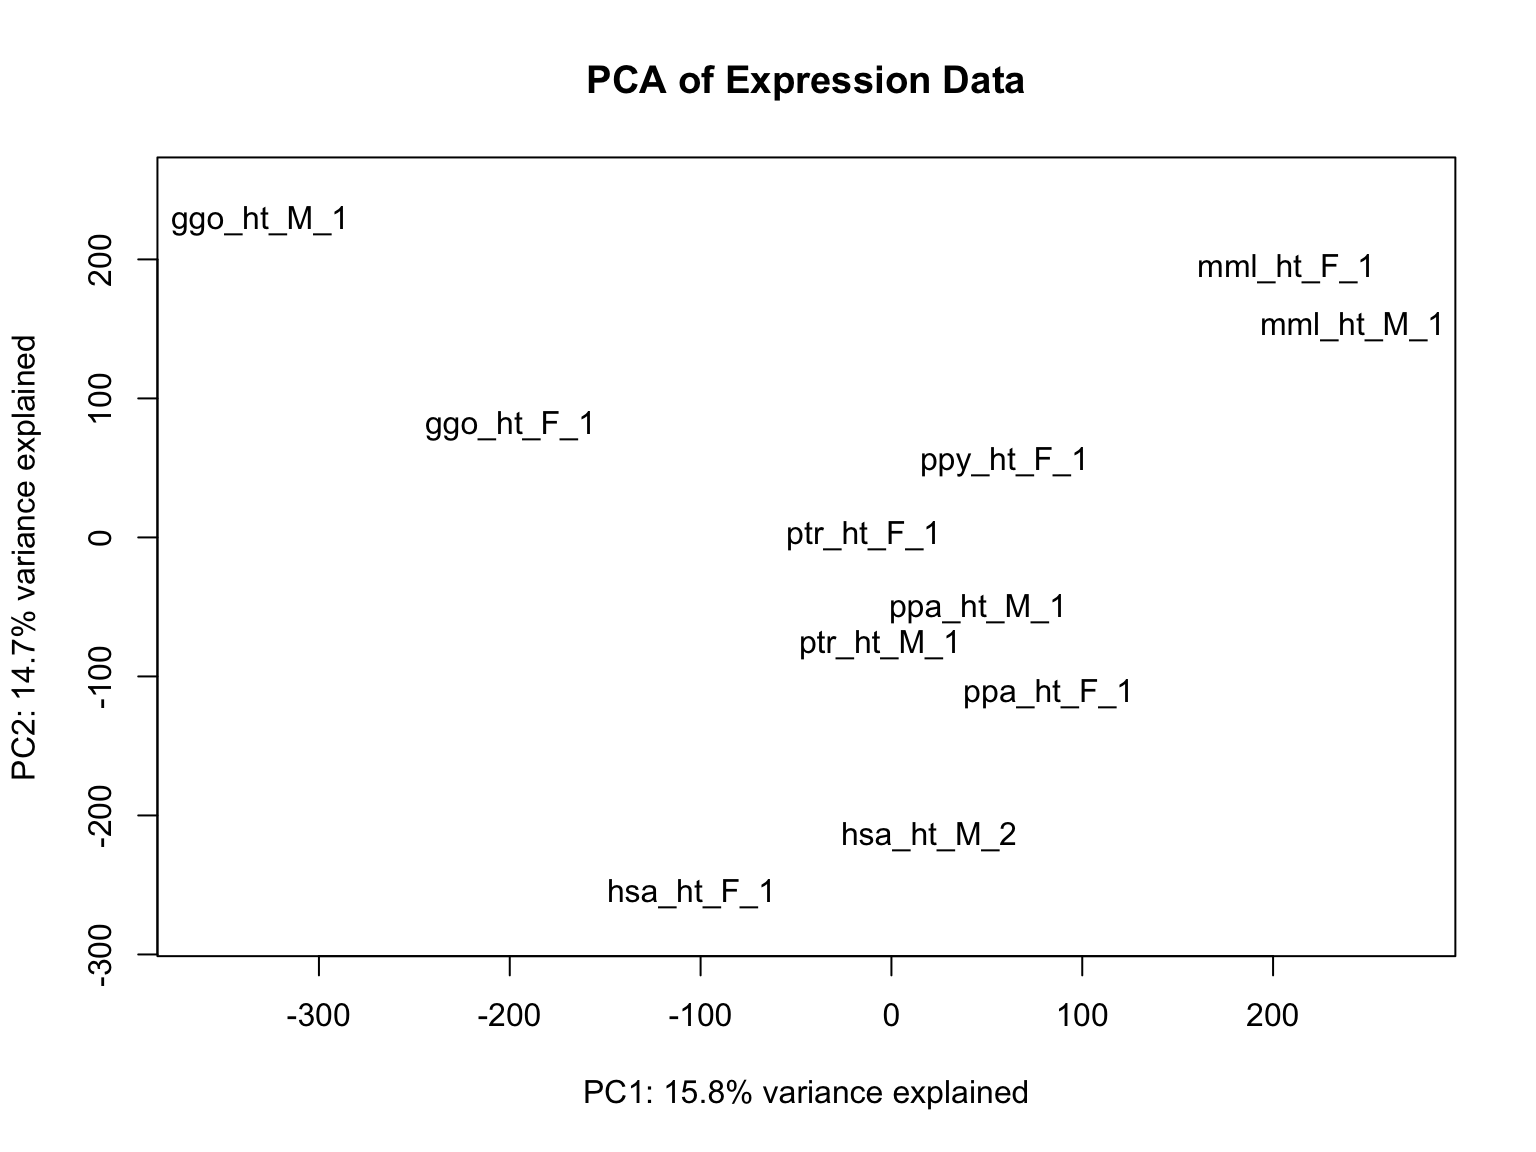 PCA of Expression Data
ggo_ht_M_1
mml_ht_F_1
mml_ht_M_1
ggo_ht_F_1
ppy_ht_F_1
ptr_ht_F_1
ppa_ht_M_1
ptr_ht_M_1
ppa_ht_F_1
hsa_ht_M_2
hsa_ht_F_1
200
100
0
-100
-200
-300
PC2: 14.7% variance explained
-300 -200 -100 0 100 200
PC1: 15.8% variance explained